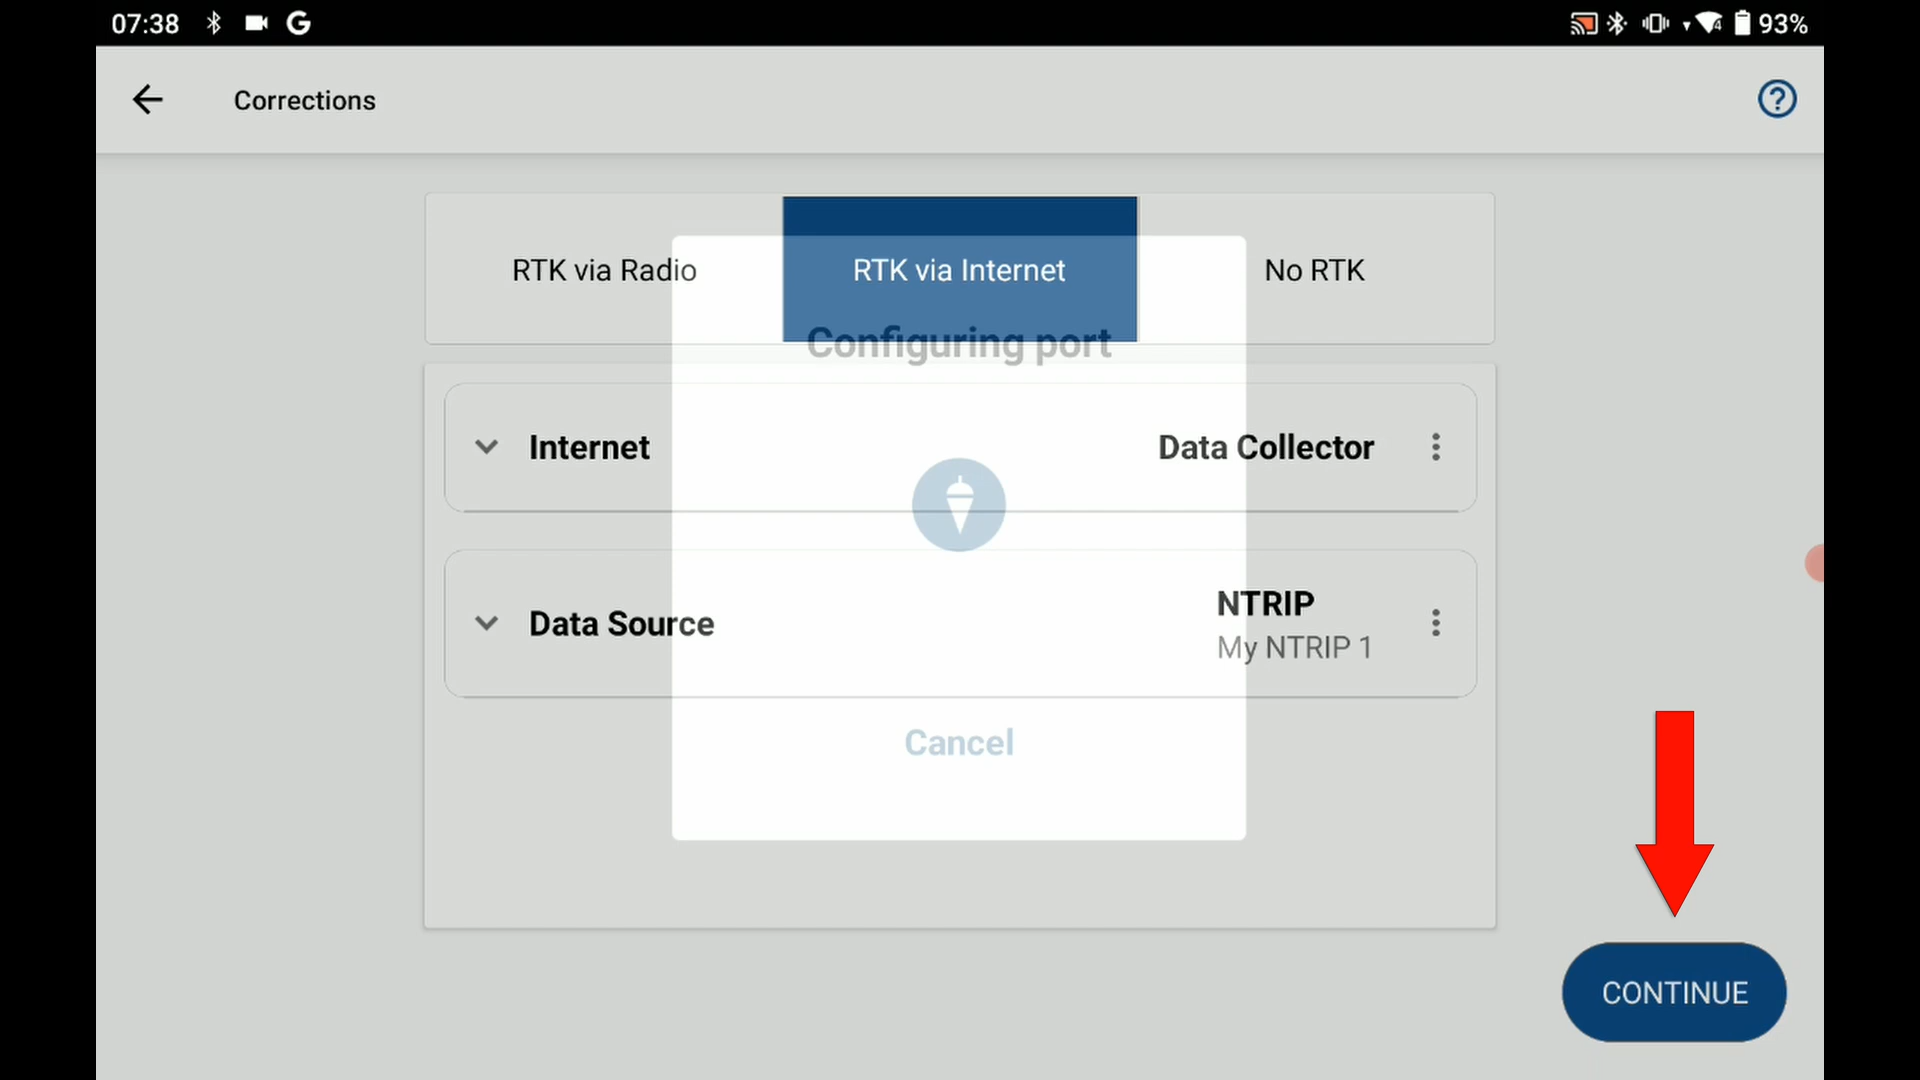 07:38
93%
Corrections
RTK via Radio
RTK via Internet
No RTK
Configuring port
Internet
Data Collector
Data Source
NTRIP
My NTRIP 1
Cancel
CONTINUE